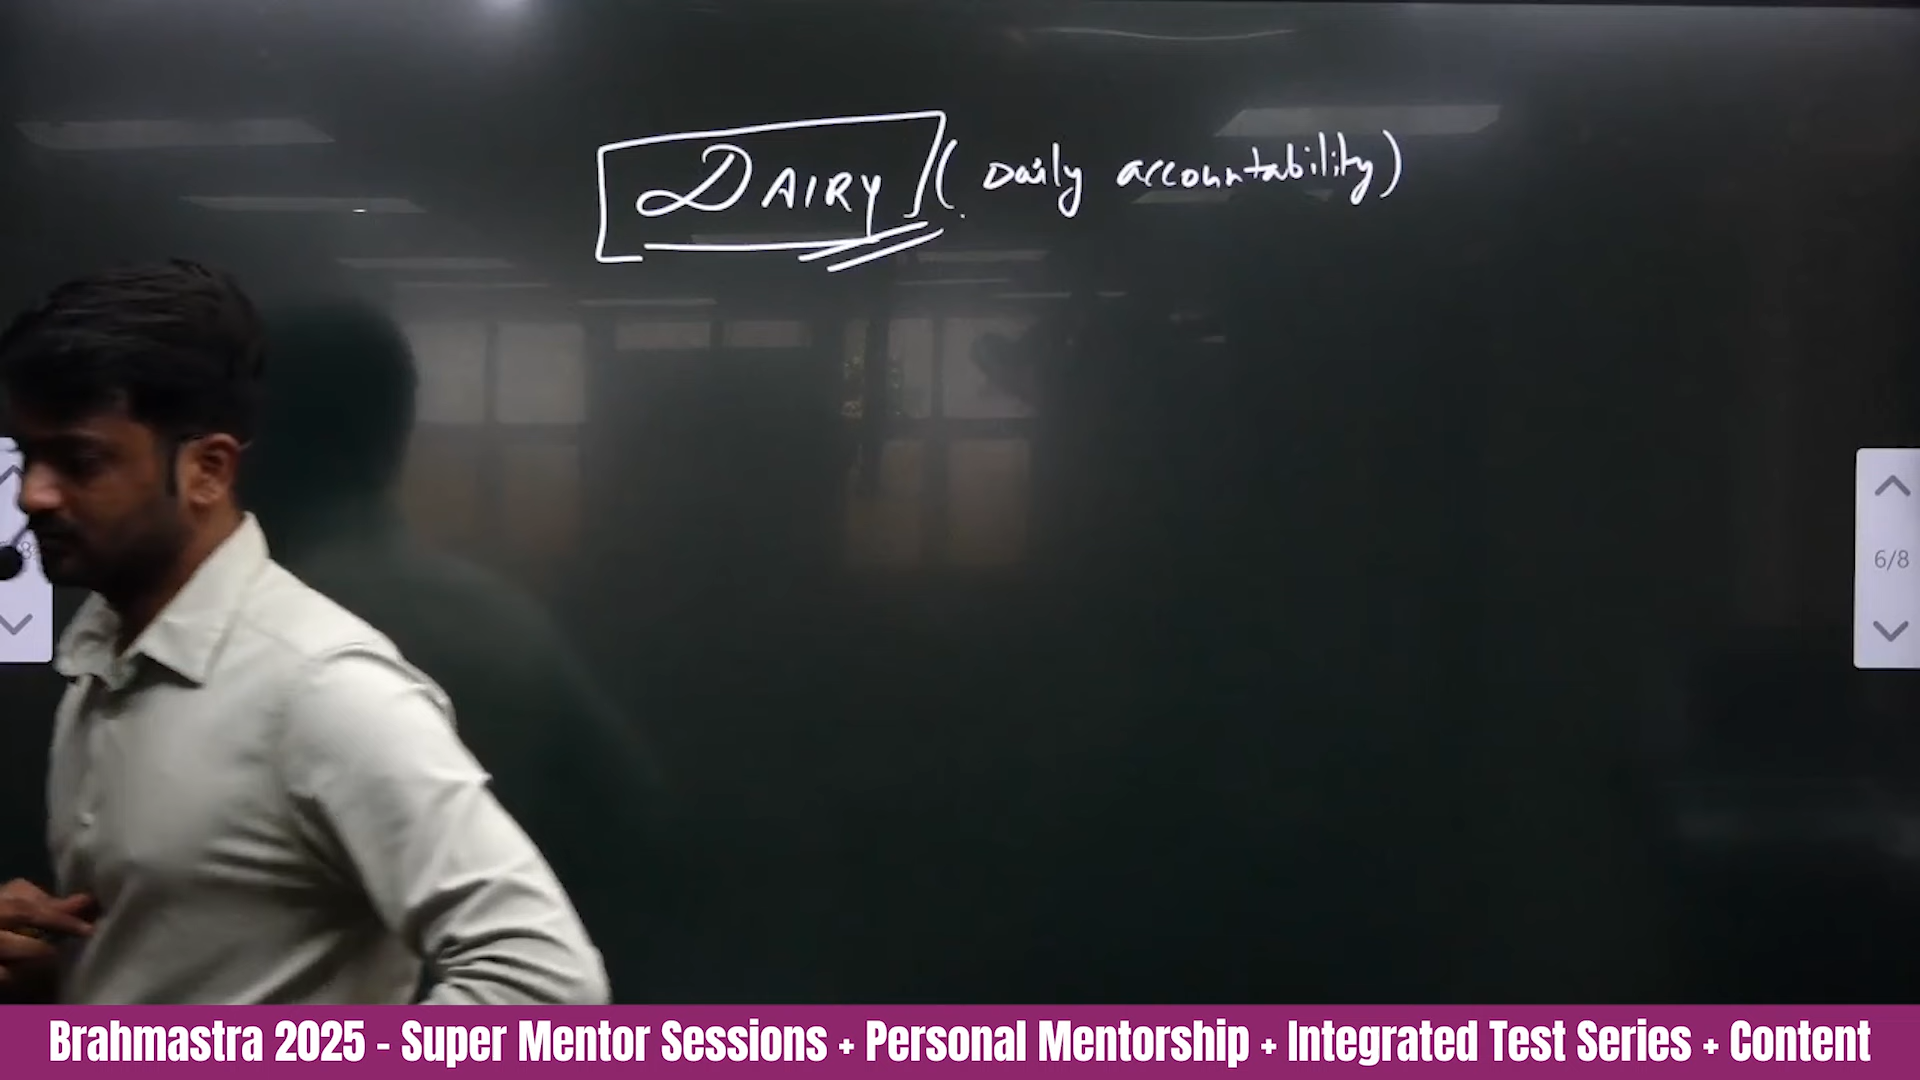 DAIRY (Daily accountability)
6/8
Brahmastra 2025 - Super Mentor Sessions + Personal Mentorship + Integrated Test Series + Content